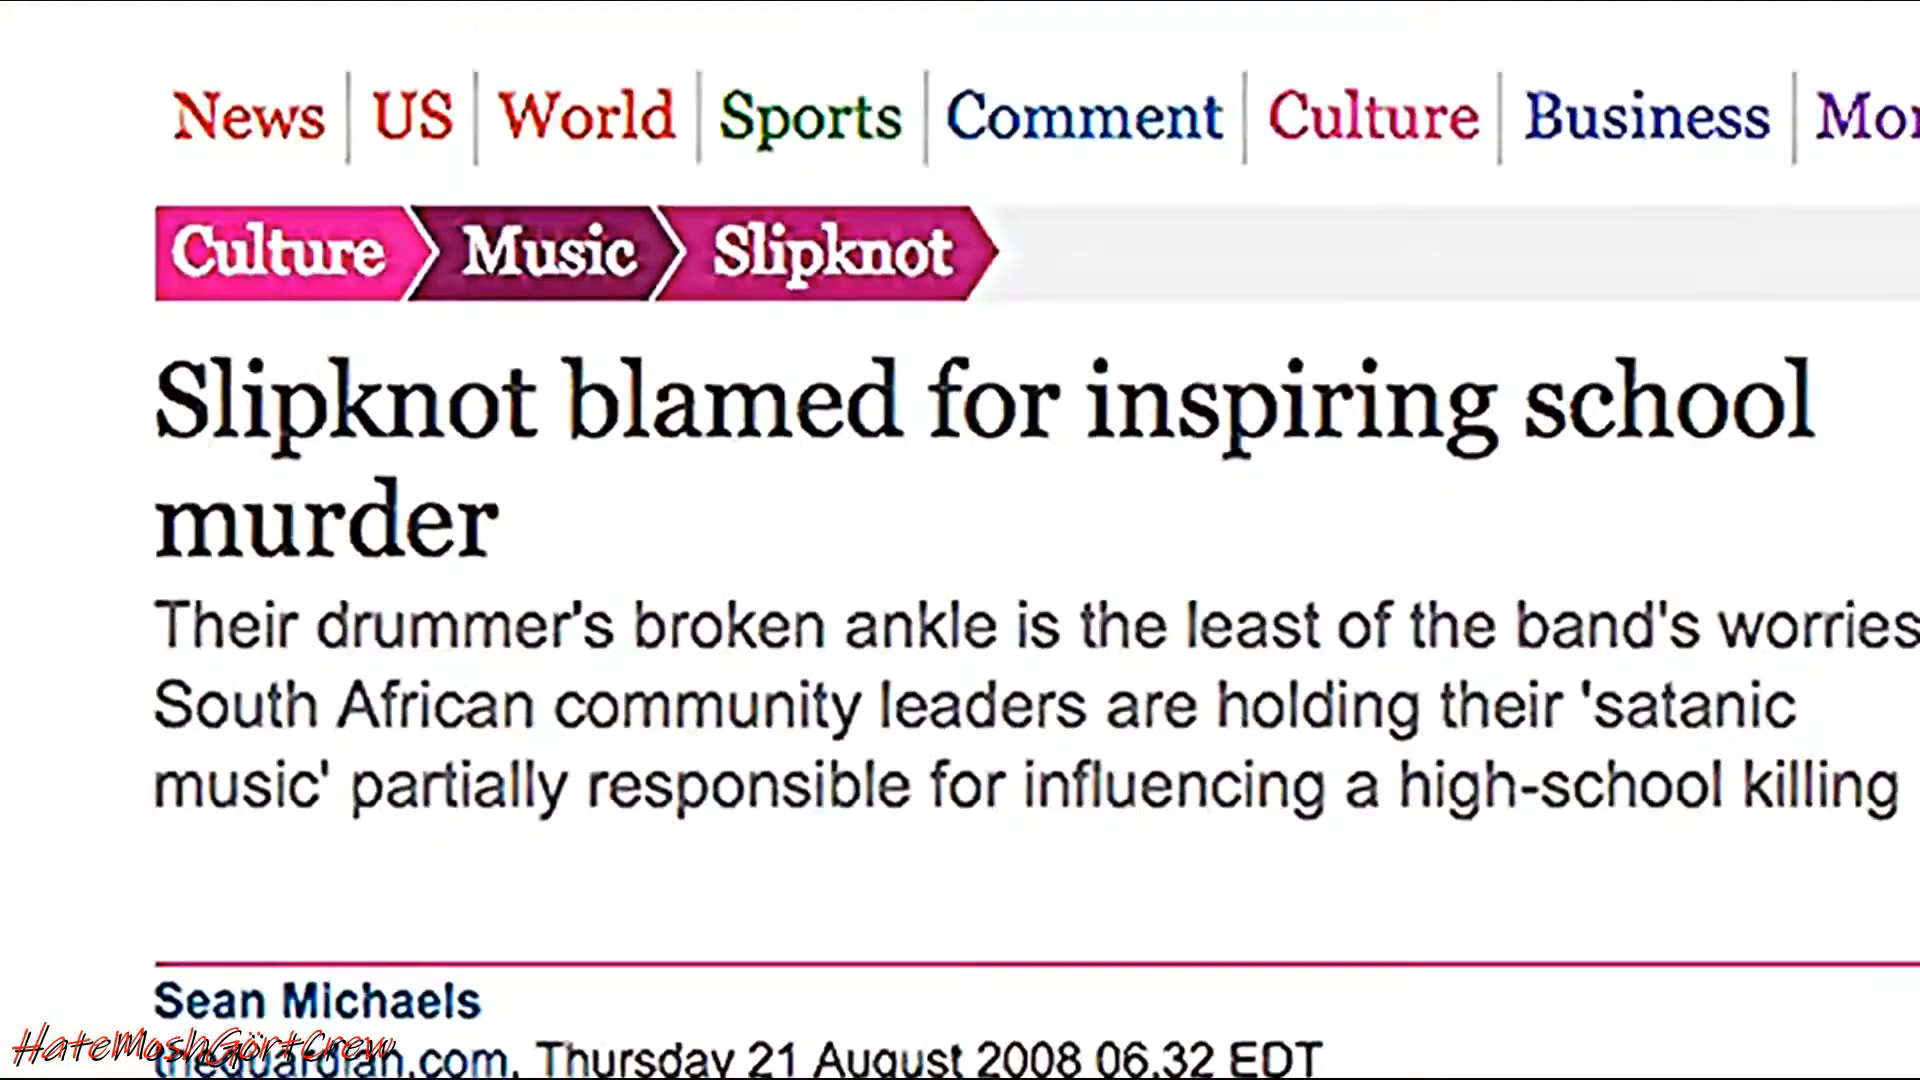 News US World Sports Comment Culture Business
Culture Music Slipknot
Slipknot blamed for inspiring school
murder
Their drummer's broken ankle is the least of the band's worries
South African community leaders are holding their 'satanic
music' partially responsible for influencing a high-school killing
Sean Michaels
HateMoshGörtCrew
theguardian.com, Thursday 21 August 2008 06.32 EDT